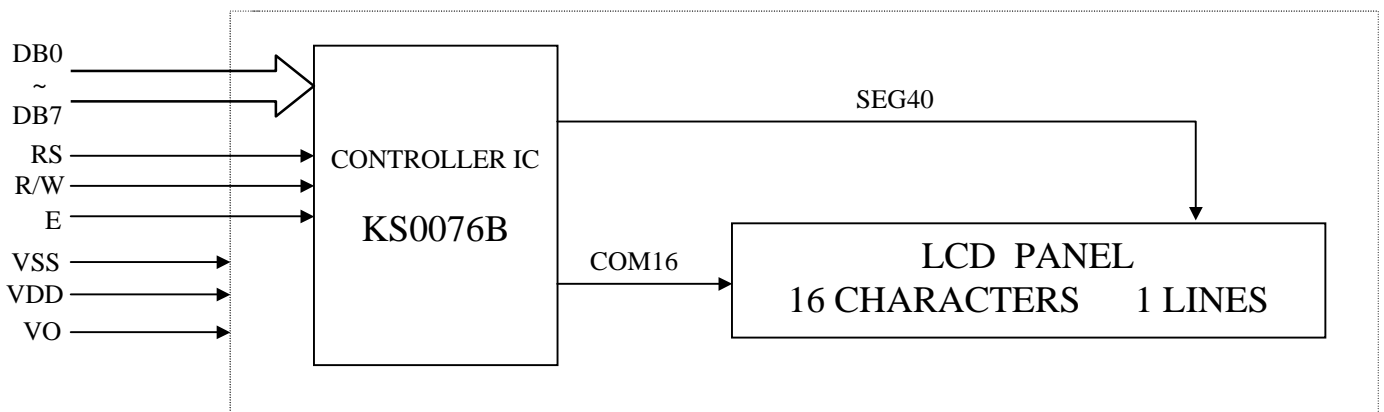 DB0
~
DB7
RS
R/W
E
VSS
VDD
VO
CONTROLLER IC
KS0076B
SEG40
COM16
LCD PANEL
16 CHARACTERS 1 LINES